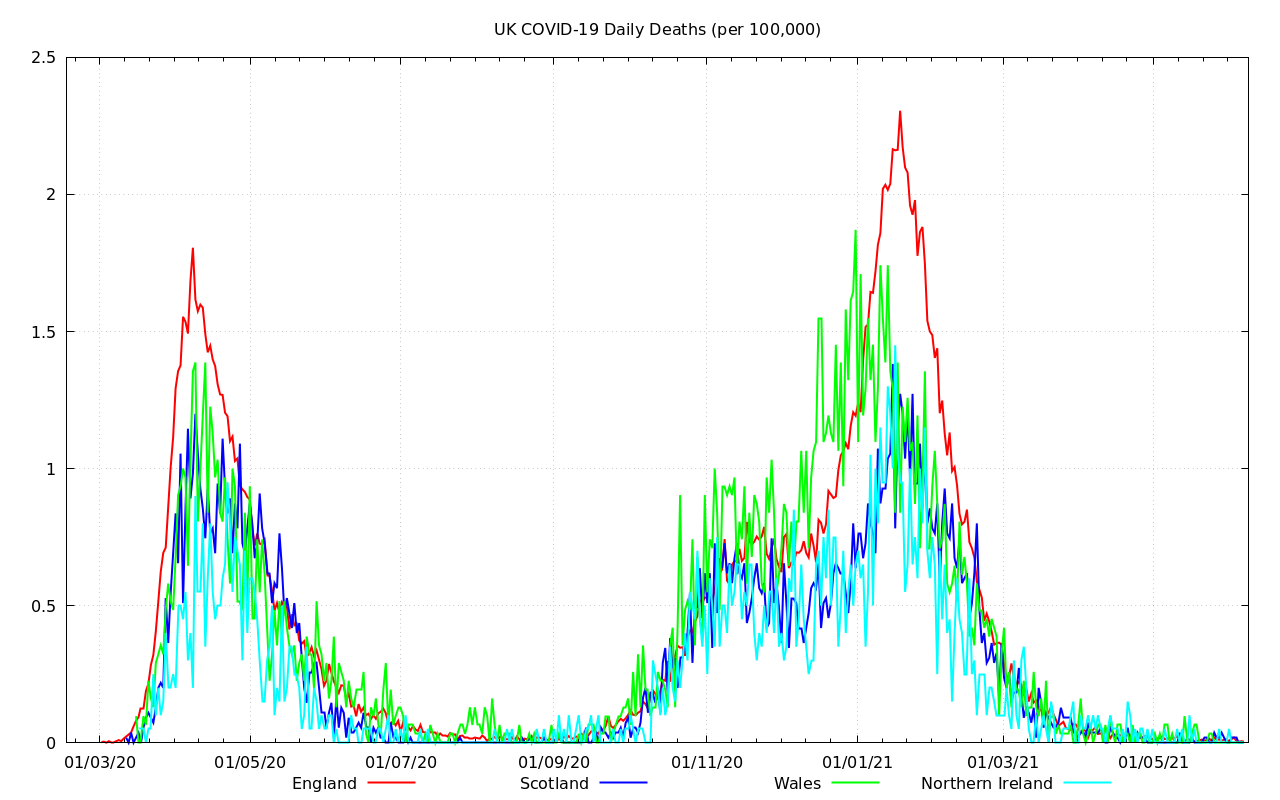 UK COVID-19 Daily Deaths (per 100,000)
2.5
2
1.5
1
0.5
0
01/03/20 01/05/20 01/07/20 01/09/20 01/11/20 01/01/21 01/03/21 01/05/21
England Scotland Wales Northern Ireland